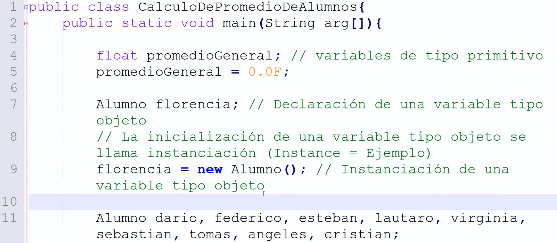 1 public class CalculoDePromedioDeAlumnos{
2 public static void main(String arg[]){
3
4 float promedioGeneral; // variables de tipo primitivo
5 promedioGeneral = 0.0F;
6
7 Alumno florencia; // Declaración de una variable tipo
objeto
8 // La inicialización de una variable tipo objeto se
llama instanciación (Instance = Ejemplo)
9 florencia = new Alumno(); // Instanciación de una
variable tipo objeto
10
11 Alumno dario, federico, esteban, lautaro, virginia,
sebastian, tomas, angeles, cristian;